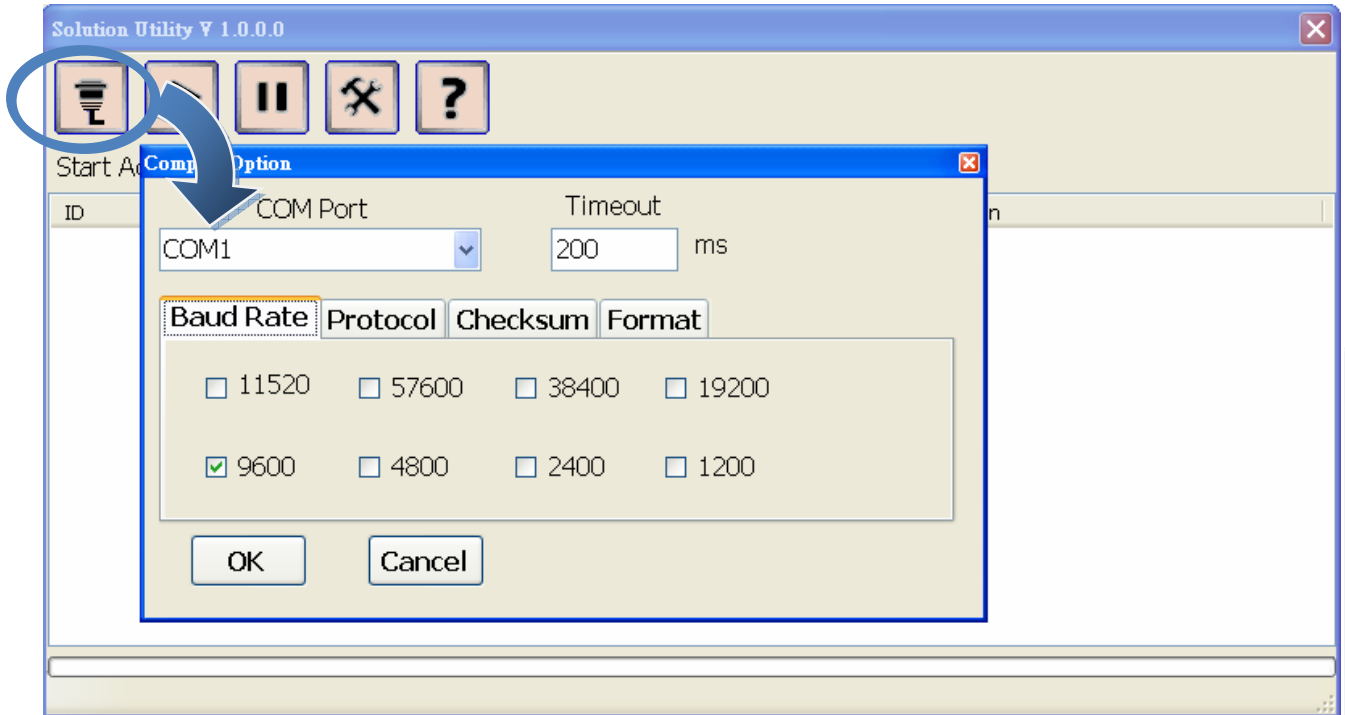 Solution Utility V 1.0.0.0
?
Start
Option
ID
COM Port Timeout
COM1 200 ms
Baud Rate Protocol Checksum Format
11520 57600 38400 19200
9600 4800 2400 1200
OK Cancel